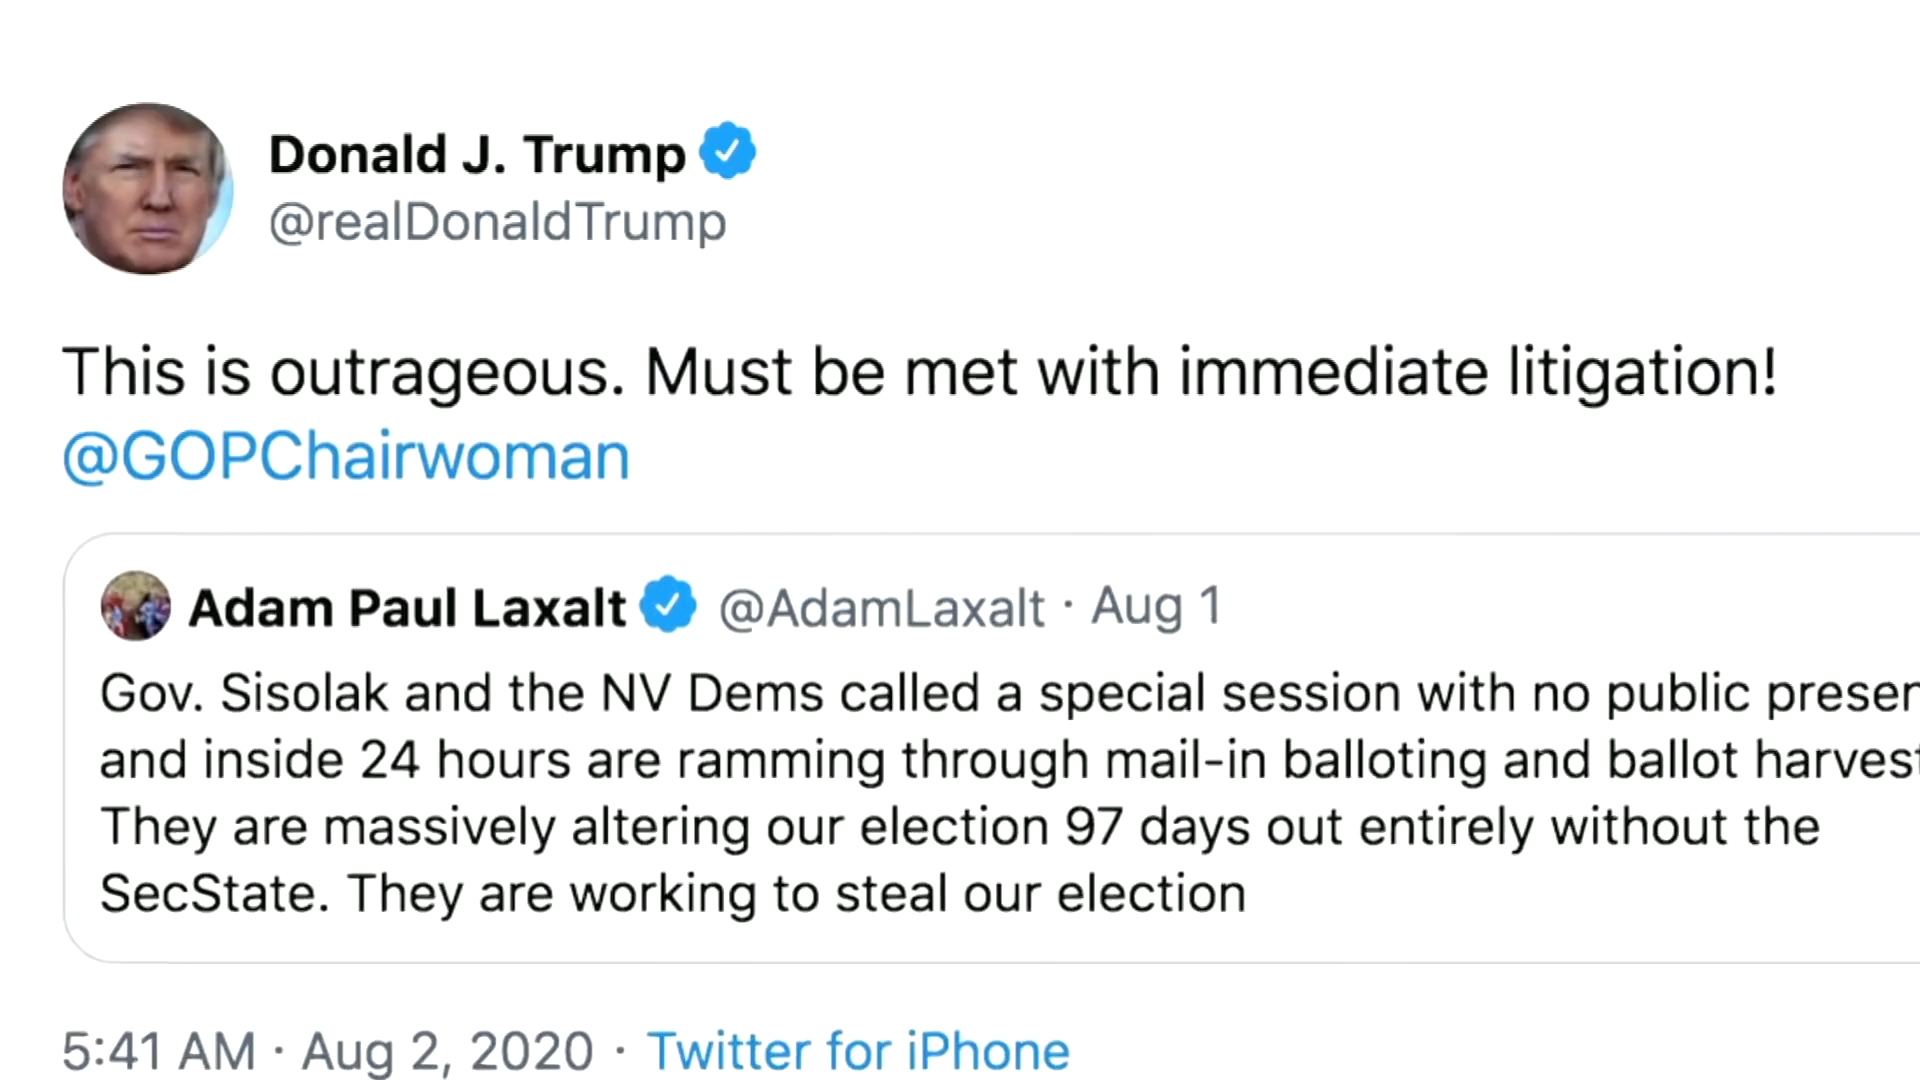 Donald J. Trump
@realDonaldTrump
This is outrageous. Must be met with immediate litigation!
@GOPChairwoman
Adam Paul Laxalt @AdamLaxalt · Aug 1
Gov. Sisolak and the NV Dems called a special session with no public
and inside 24 hours are ramming through mail-in balloting and ballot
They are massively altering our election 97 days out entirely without the
SecState. They are working to steal our election
5:41 AM · Aug 2, 2020 · Twitter for iPhone